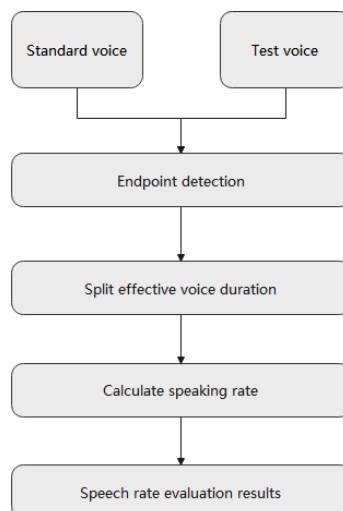 Standard voice
Test voice
Endpoint detection
Split effective voice duration
Calculate speaking rate
Speech rate evaluation results